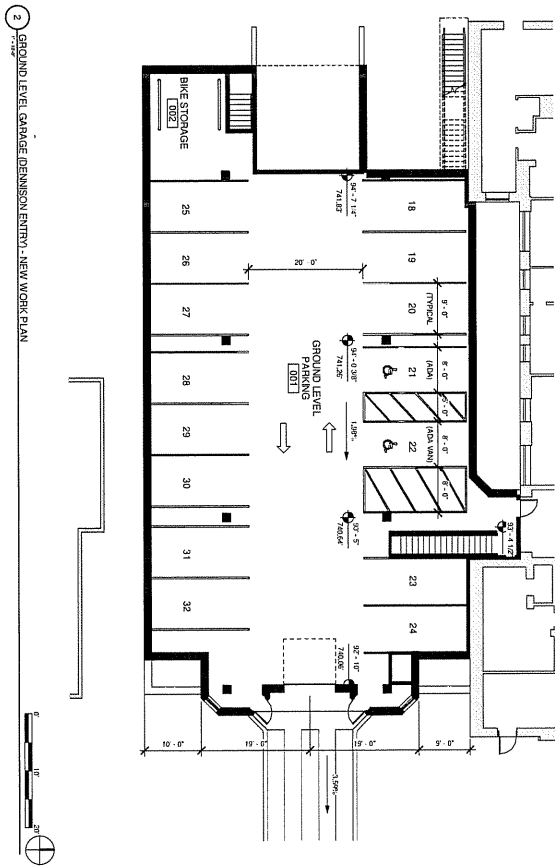 2
GROUND LEVEL GARAGE (DENNISON ENTRY) - NEW WORK PLAN
BIKE STORAGE
002
25
26
27
28
29
30
31
32
94' - 7 1/4"
741.83'
20' - 0"
94' - 0 3/8"
741.26'
GROUND LEVEL
PARKING
001
1.98%
93' - 5"
740.64'
92' - 10"
740.06'
18
19
20
9' - 0"
(TYPICAL
21
8' - 0"
(ADA)
5' - 0"
22
8' - 0"
(ADA VAN)
8' - 0"
93' - 4 1/2"
23
24
10' - 0"
19' - 0"
19' - 0"
9' - 0"
0'
10'
20'